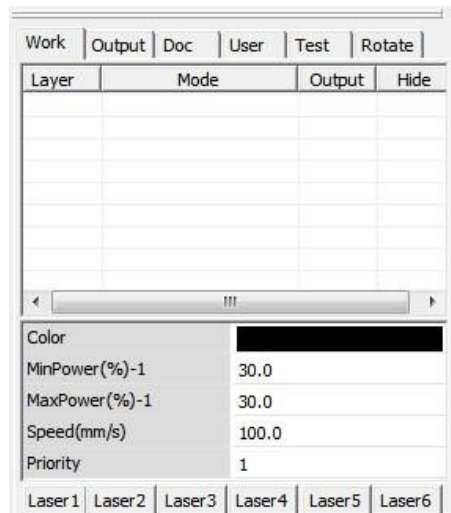 Work Output Doc User Test Rotate
Layer Mode Output Hide
Color
MinPower(%)-1 30.0
MaxPower(%)-1 30.0
Speed(mm/s) 100.0
Priority 1
Laser1 Laser2 Laser3 Laser4 Laser5 Laser6